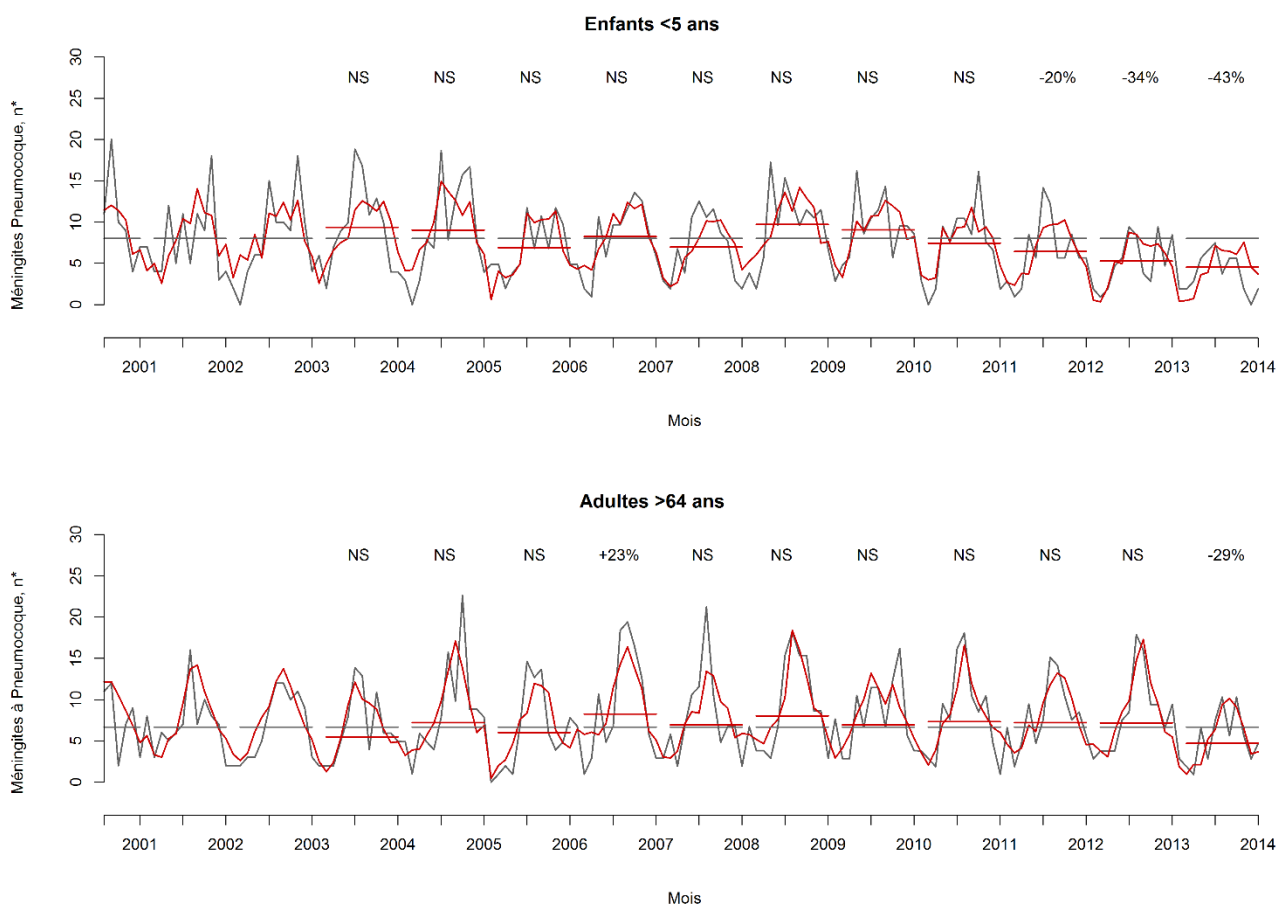 Enfants <5 ans
Méningites Pneumocoque, n*
30
25
20
15
10
5
0
NS NS NS NS NS NS NS NS -20% -34% -43%
2001 2002 2003 2004 2005 2006 2007 2008 2009 2010 2011 2012 2013 2014
Mois
Adultes >64 ans
Méningites à Pneumocoque, n*
30
25
20
15
10
5
0
NS NS NS +23% NS NS NS NS NS NS -29%
2001 2002 2003 2004 2005 2006 2007 2008 2009 2010 2011 2012 2013 2014
Mois